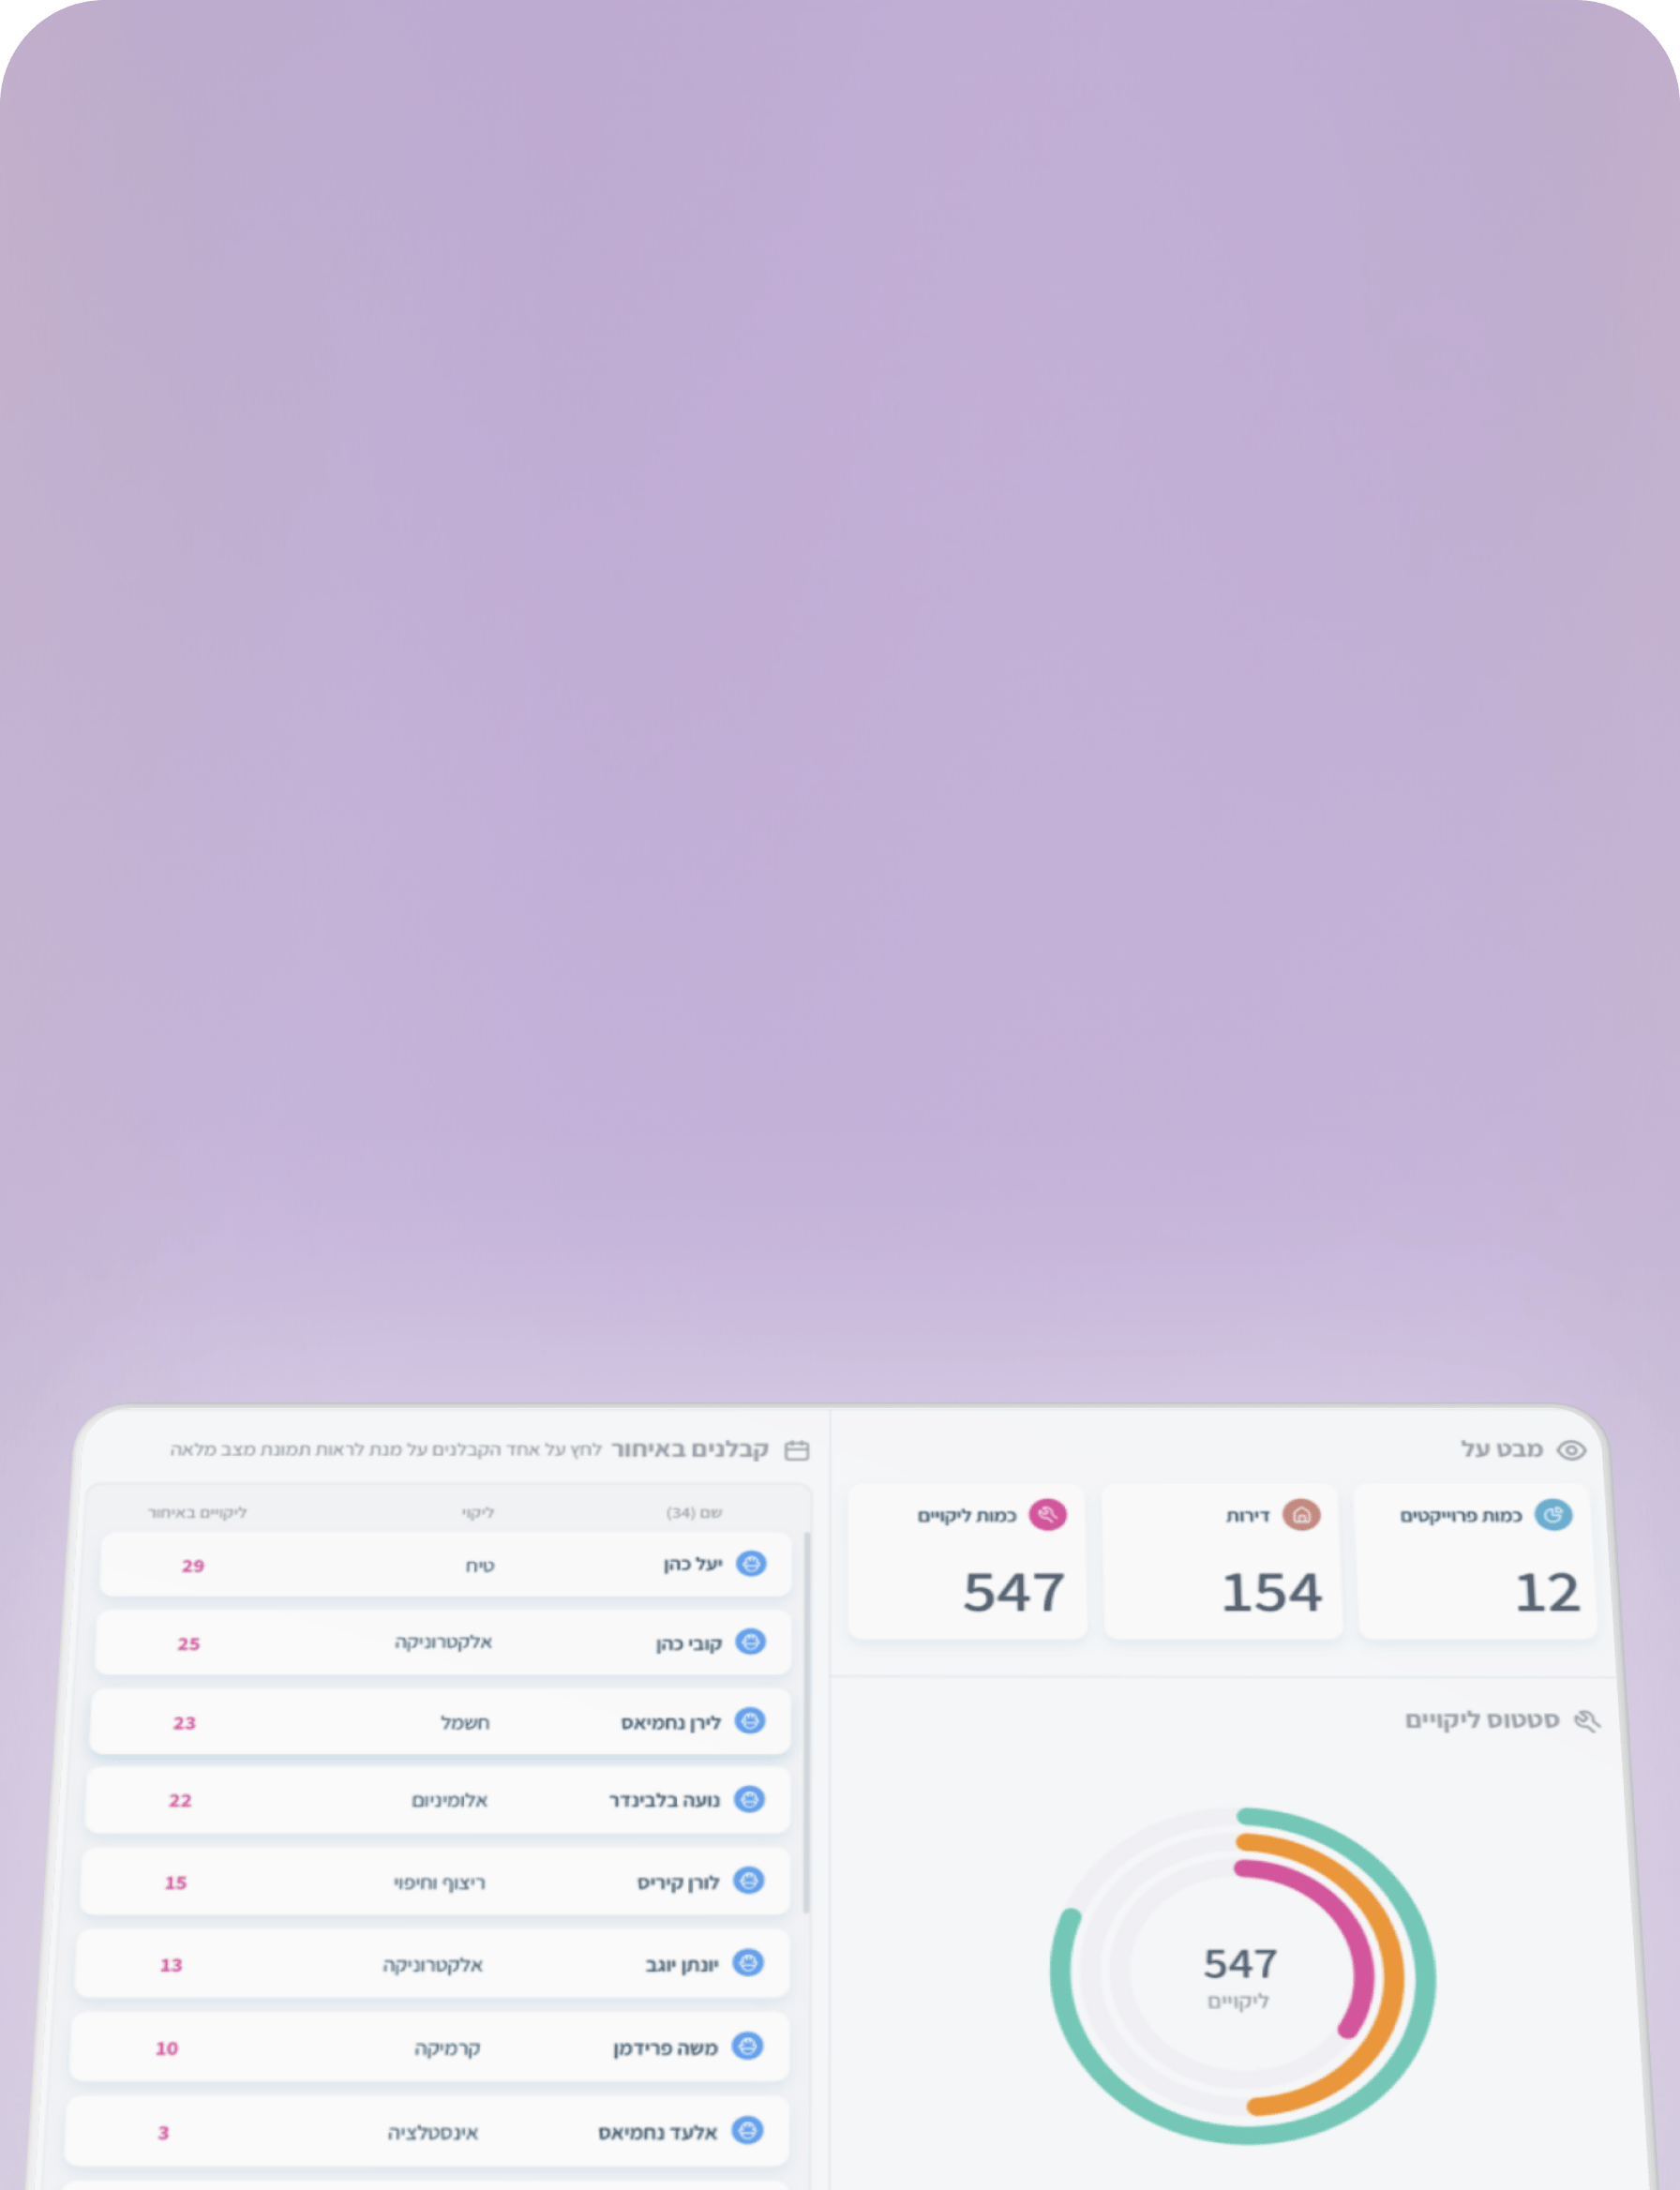 מבט על
כמות פרוייקטים
12
דירות
154
כמות ליקויים
547
סטטוס ליקויים
547
ליקויים
קבלנים באיחור לחץ על אחד הקבלנים על מנת לראות תמונת מצב מלאה
שם (34) ליקוי ליקויים באיחור
יעל כהן טיח 29
קובי כהן אלקטרוניקה 25
לירן נחמיאס חשמל 23
נועה בלבינדר אלומיניום 22
לורן קיריס ריצוף וחיפוי 15
יונתן יוגב אלקטרוניקה 13
משה פרידמן קרמיקה 10
אלעד נחמיאס אינסטלציה 3